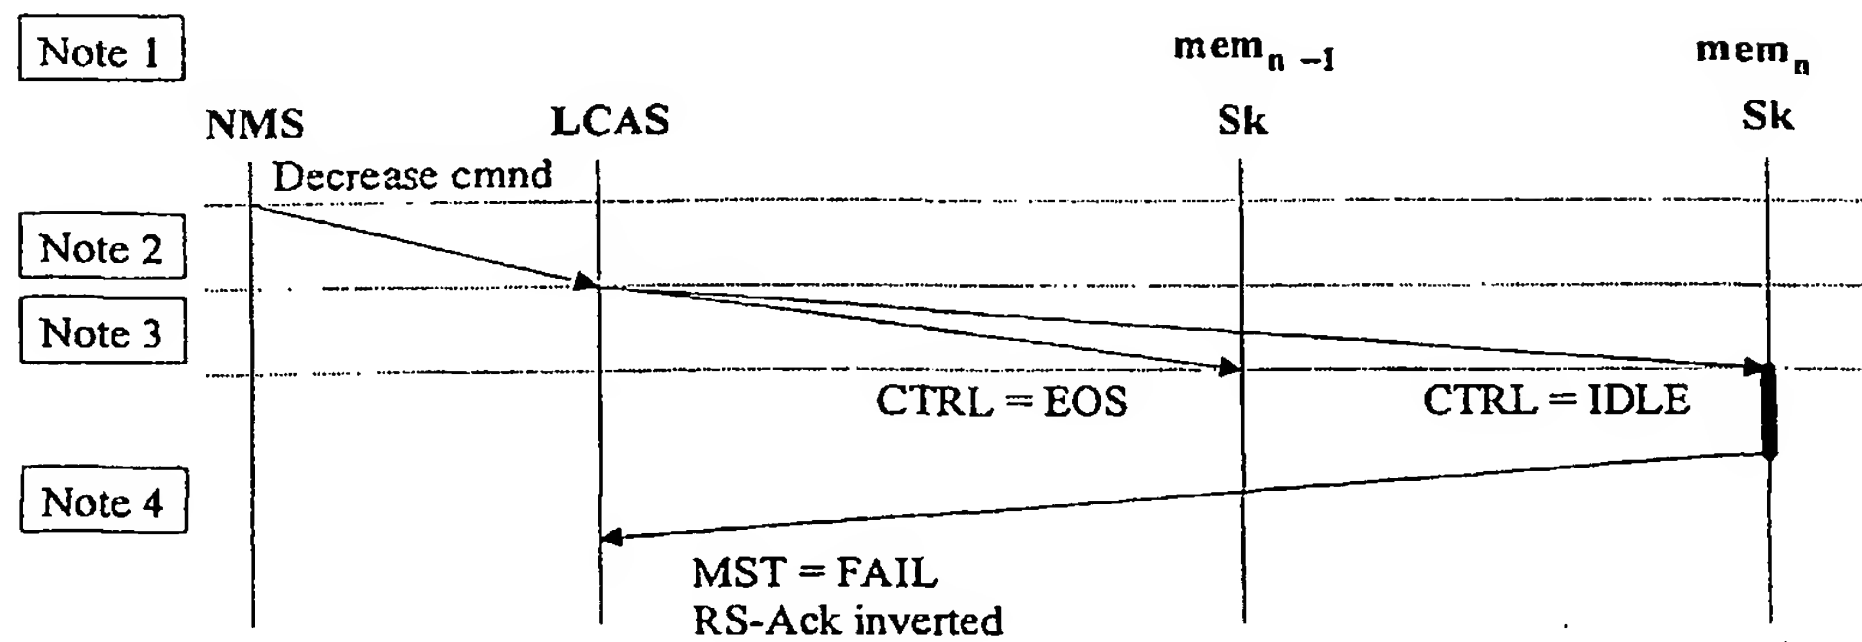 Note 1
mem n –1
mem n
NMS
LCAS
Sk
Sk
Decrease cmnd
Note 2
Note 3
CTRL = EOS
CTRL = IDLE
Note 4
MST = FAIL
RS-Ack inverted